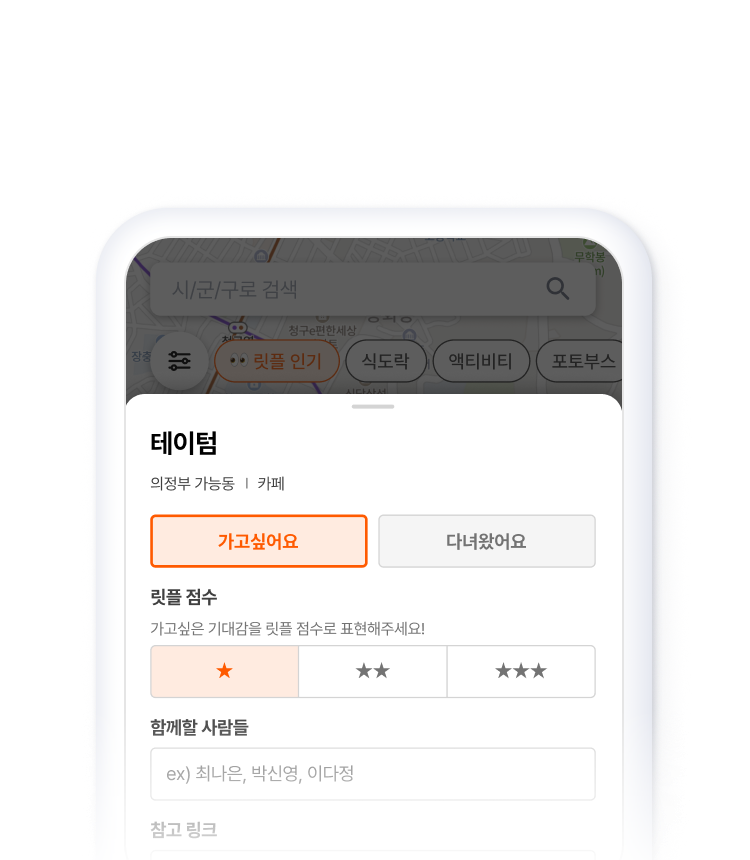 무학봉
시/군/구로 검색
청구e편한세상
👀 릿플 인기
식도락
액티비티
포토부스
테이텀
의정부 가능동 | 카페
가고싶어요
다녀왔어요
릿플 점수
가고싶은 기대감을 릿플 점수로 표현해주세요!
★
★★
★★★
함께할 사람들
ex) 최나은, 박신영, 이다정
참고 링크